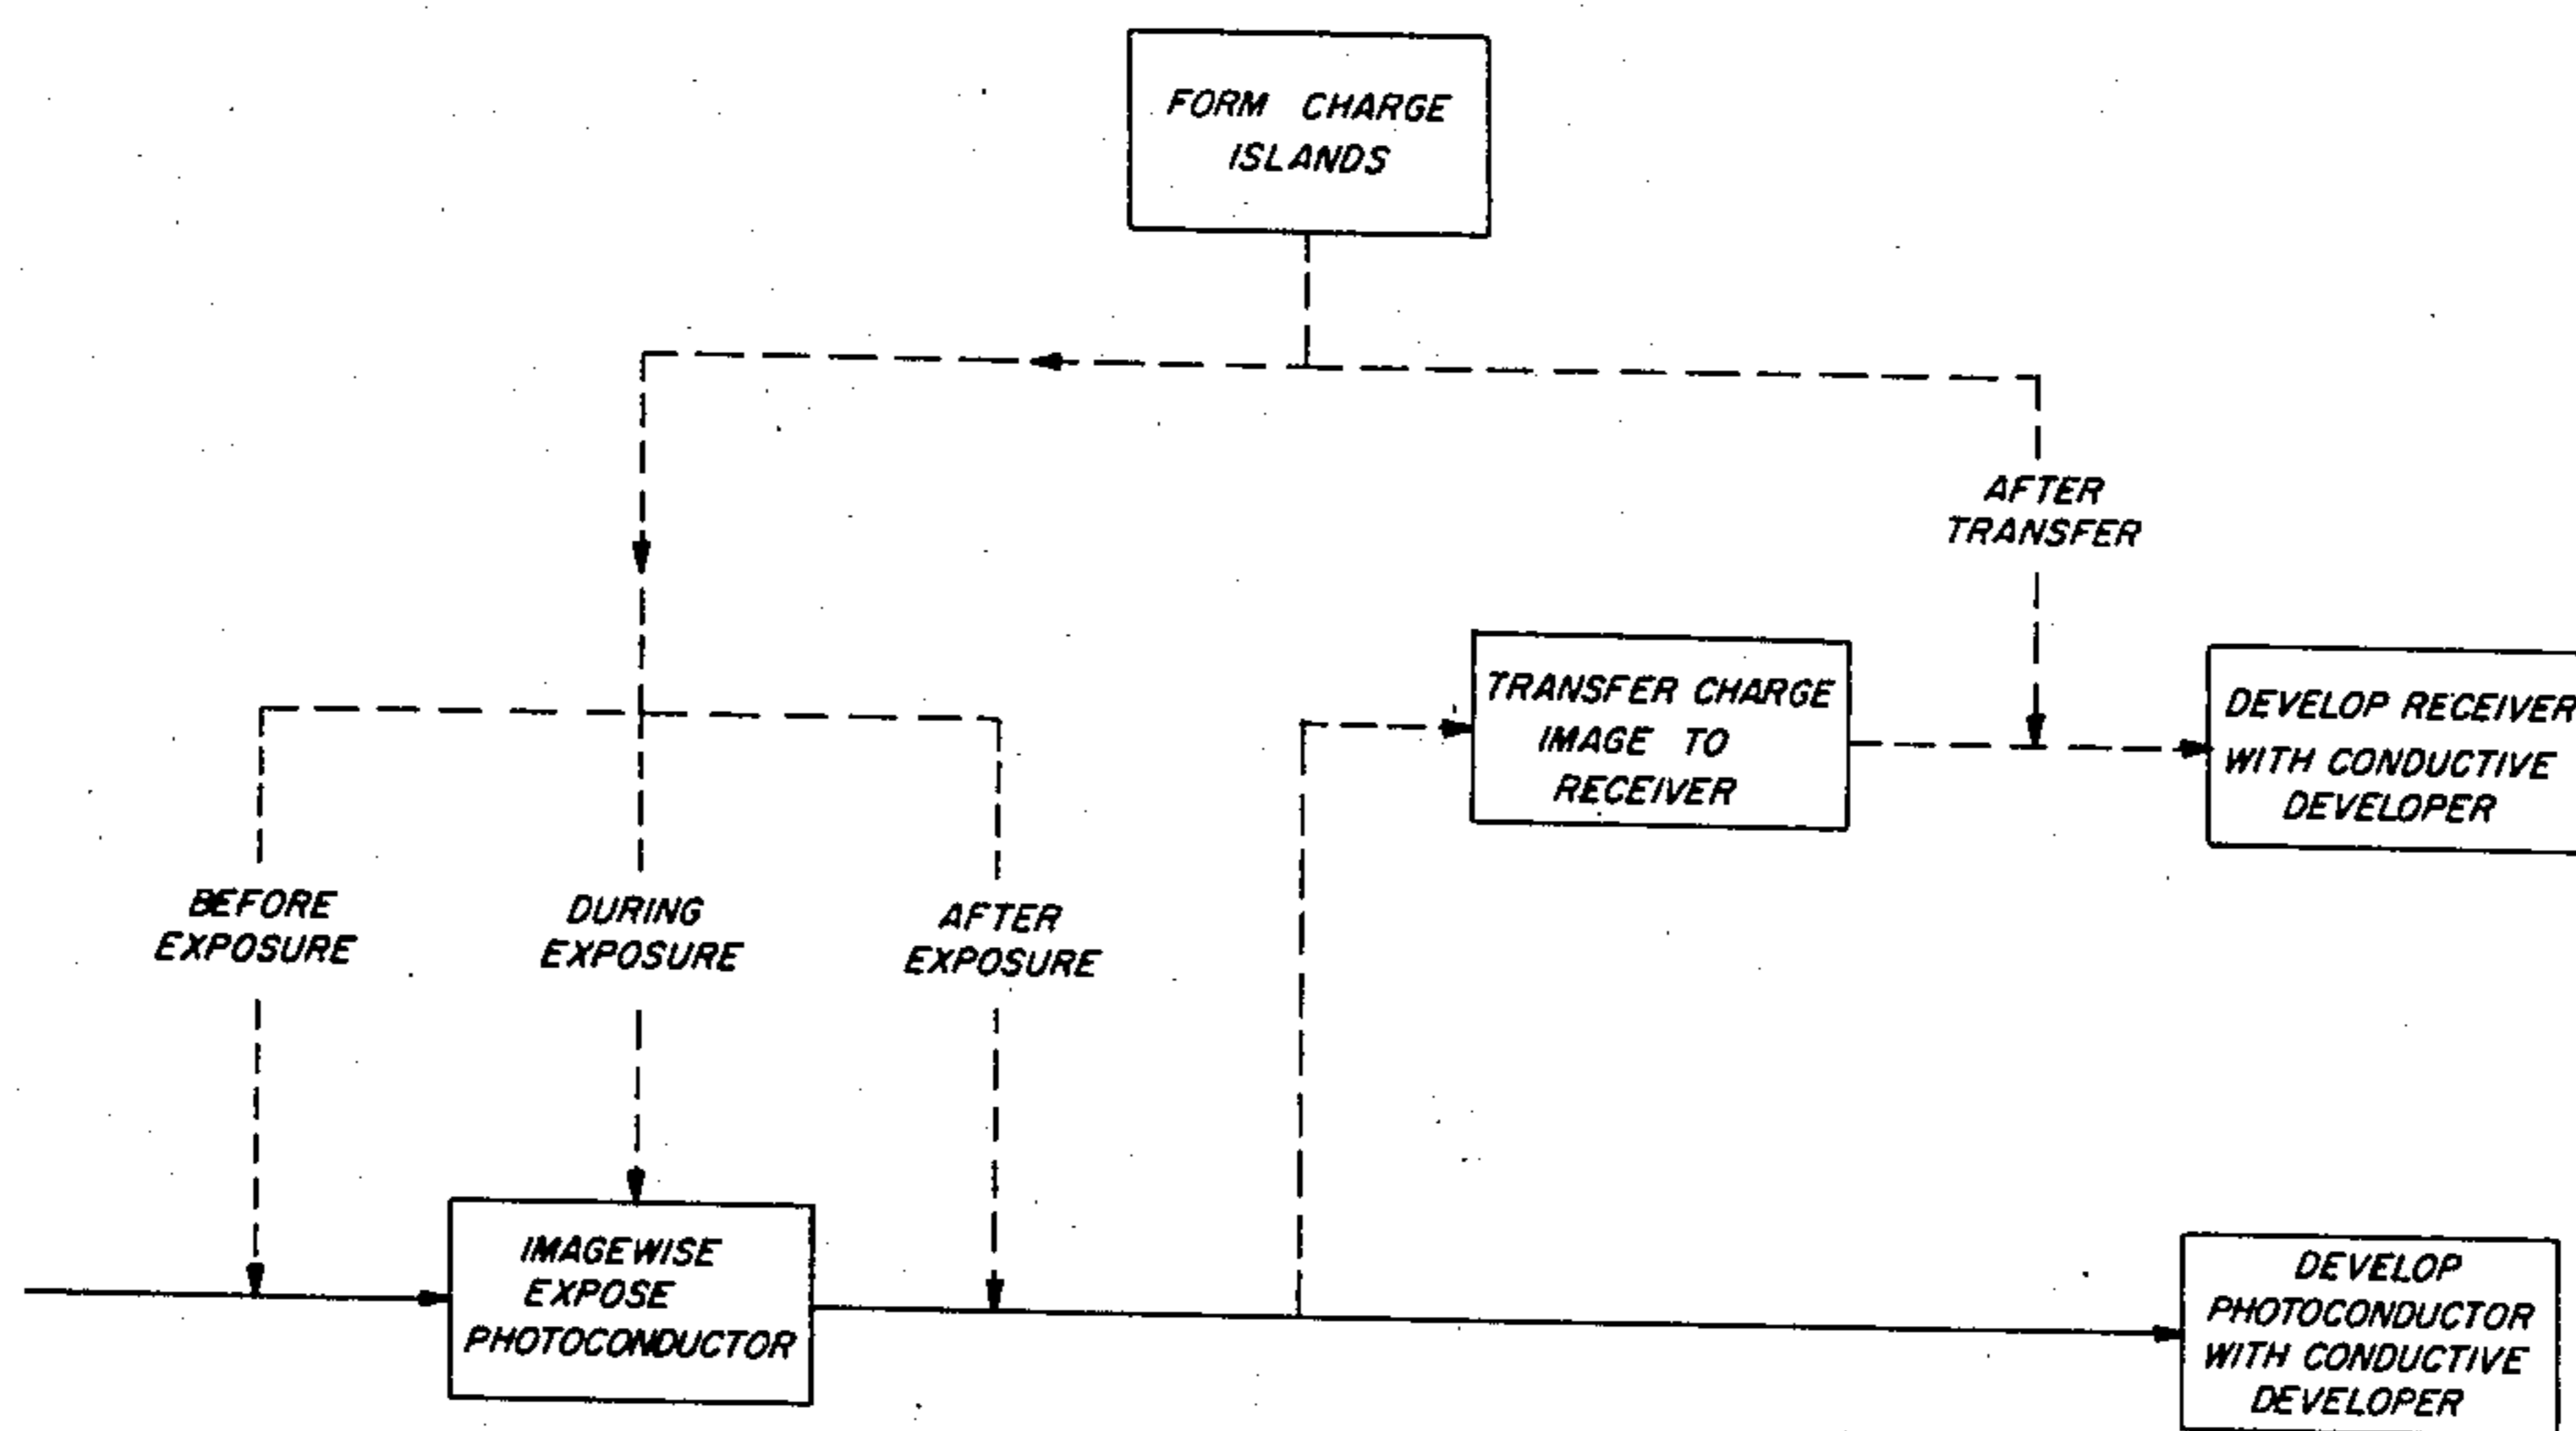 FORM CHARGE
ISLANDS
AFTER
TRANSFER
TRANSFER CHARGE
IMAGE TO
RECEIVER
DEVELOP RECEIVER
WITH CONDUCTIVE
DEVELOPER
BEFORE
EXPOSURE
DURING
EXPOSURE
AFTER
EXPOSURE
IMAGEWISE
EXPOSE
PHOTOCONDUCTOR
DEVELOP
PHOTOCONDUCTOR
WITH CONDUCTIVE
DEVELOPER